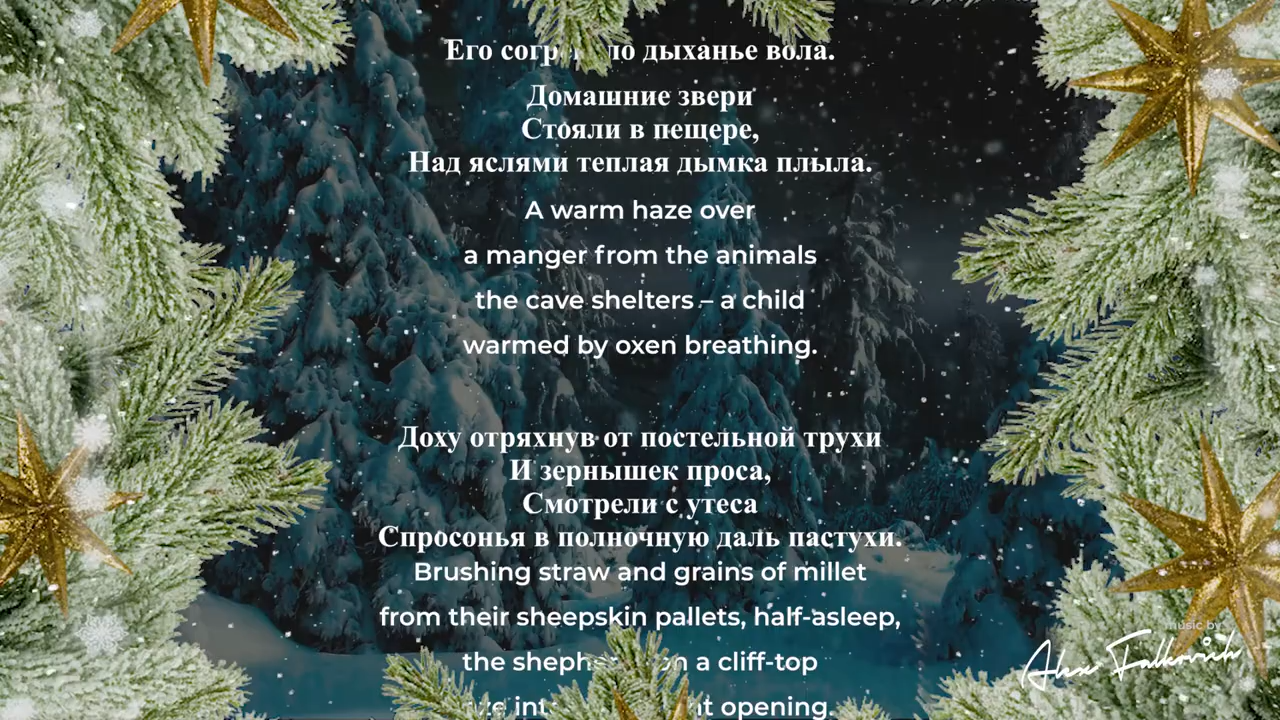 Его дыханье вола.
Домашние звери
Стояли в пещере,
Над яслями теплая дымка плыла.
A warm haze over
a manger from the animals
the cave shelters – a child
warmed by oxen breathing.
Доху отряхнув от постельной трухи
И зернышек проса,
Смотрели с утеса
Спросонья в полночную даль пастухи.
Brushing straw and grains of millet
from their sheepskin pallets, half-asleep,
the on a cliff-top
opening.
music by
Alex Falkovich